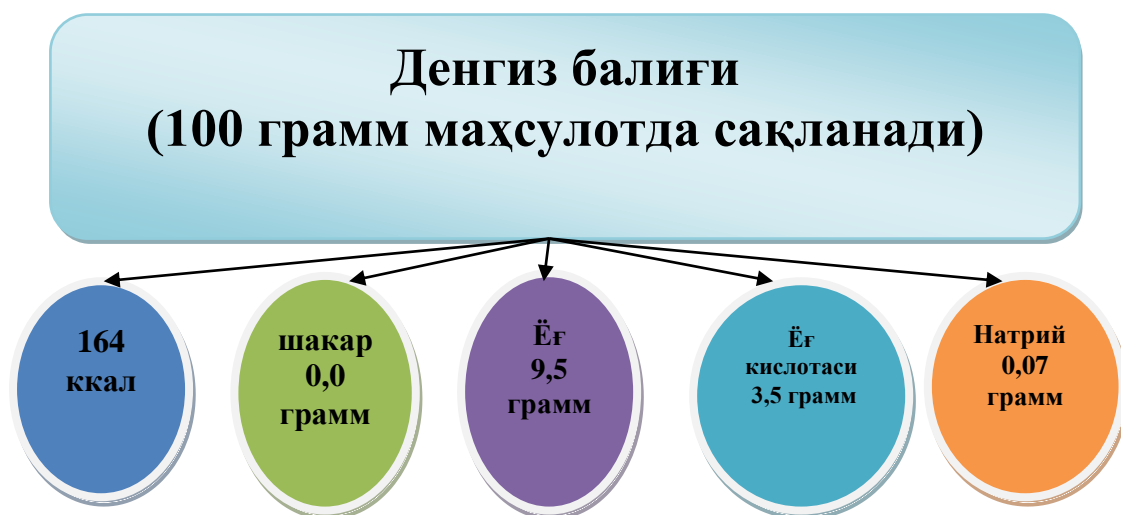 Денгиз балиғи
(100 грамм маҳсулотда сақланади)
164
ккал
шакар
0,0
грамм
Ёғ
9,5
грамм
Ёғ
кислотаси
3,5 грамм
Натрий
0,07
грамм